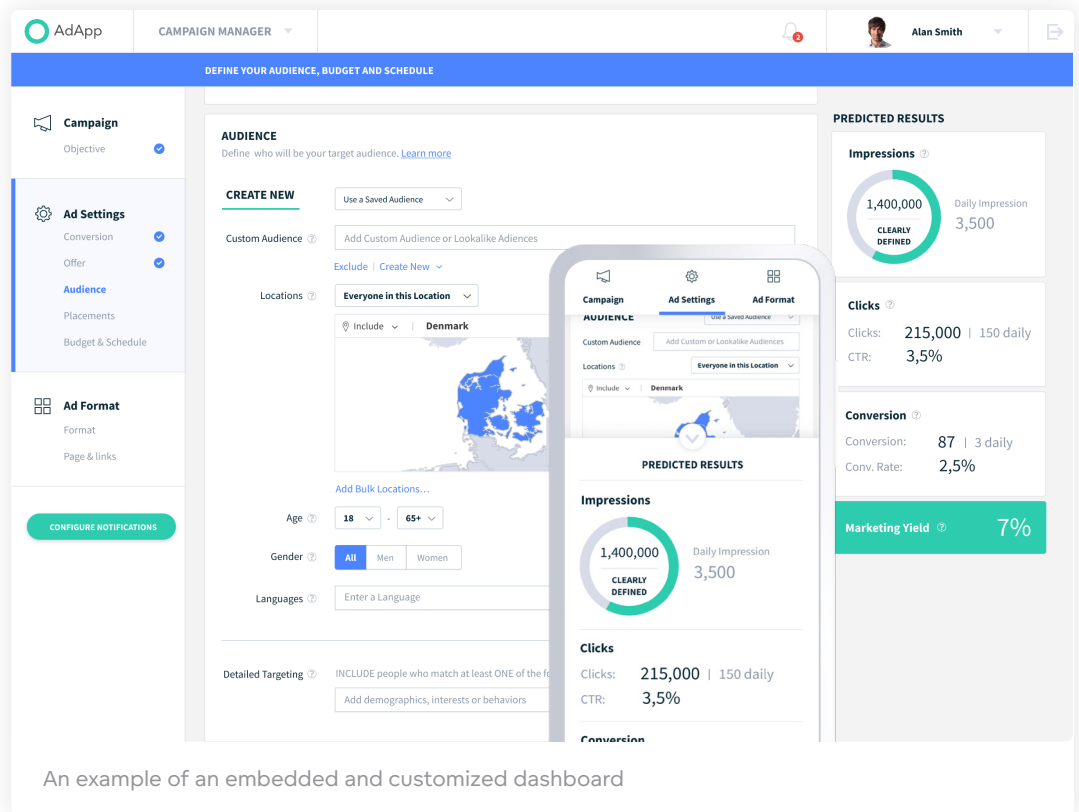 AdApp
CAMPAIGN MANAGER
2
Alan Smith
DEFINE YOUR AUDIENCE, BUDGET AND SCHEDULE
Campaign
Objective
Ad Settings
Conversion
Offer
Audience
Placements
Budget & Schedule
Ad Format
Format
Page & links
CONFIGURE NOTIFICATIONS
AUDIENCE
Define who will be your target audience. Learn more
CREATE NEW
Use a Saved Audience
Custom Audience ?
Add Custom Audience or Lookalike Adiences
Exclude | Create New
Locations ?
Everyone in this Location
Include | Denmark
Add Bulk Locations...
Age ? 18 - 65+
Gender ? All Men Women
Languages ? Enter a Language
Detailed Targeting ? INCLUDE people who match at least ONE of the fo
Add demographics, interests or behaviors
Campaign
Ad Settings
Ad Format
AUDIENCE
Use a Saved Audience
Custom Audience
Add Custom or Lookalike Audiences
Locations ?
Everyone in this Location
Include | Denmark
PREDICTED RESULTS
Impressions
1,400,000
CLEARLY
DEFINED
Daily Impression
3,500
Clicks
Clicks: 215,000 | 150 daily
CTR: 3,5%
Conversion
PREDICTED RESULTS
Impressions ?
1,400,000
CLEARLY
DEFINED
Daily Impression
3,500
Clicks ?
Clicks: 215,000 | 150 daily
CTR: 3,5%
Conversion ?
Conversion: 87 | 3 daily
Conv. Rate: 2,5%
Marketing Yield ? 7%
An example of an embedded and customized dashboard